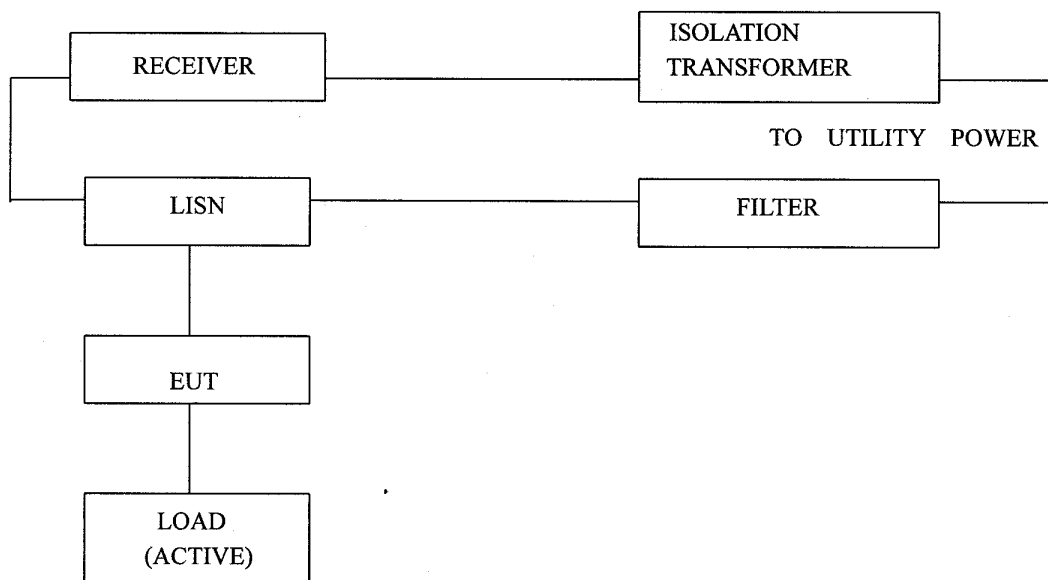 RECEIVER
ISOLATION
TRANSFORMER
TO UTILITY POWER
LISN
FILTER
EUT
LOAD
(ACTIVE)